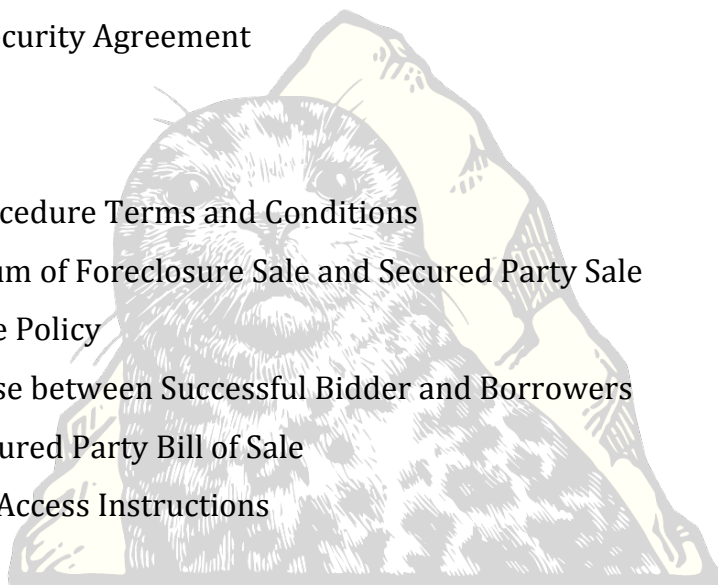 curity Agreement
cedure Terms and Conditions
m of Foreclosure Sale and Secured Party Sale
e Policy
se between Successful Bidder and Borrowers
ured Party Bill of Sale
Access Instructions